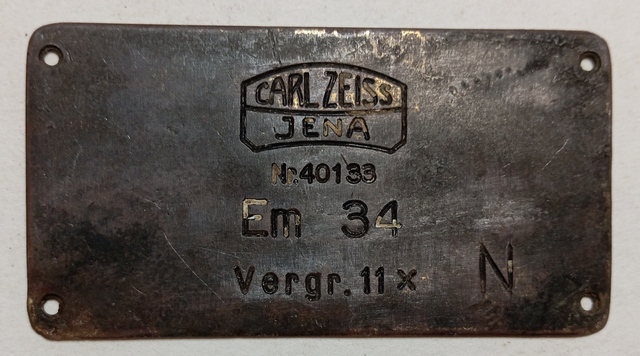 CARL ZEISS
JENA
Nr. 40133
Em 34
Vergr. 11x
N